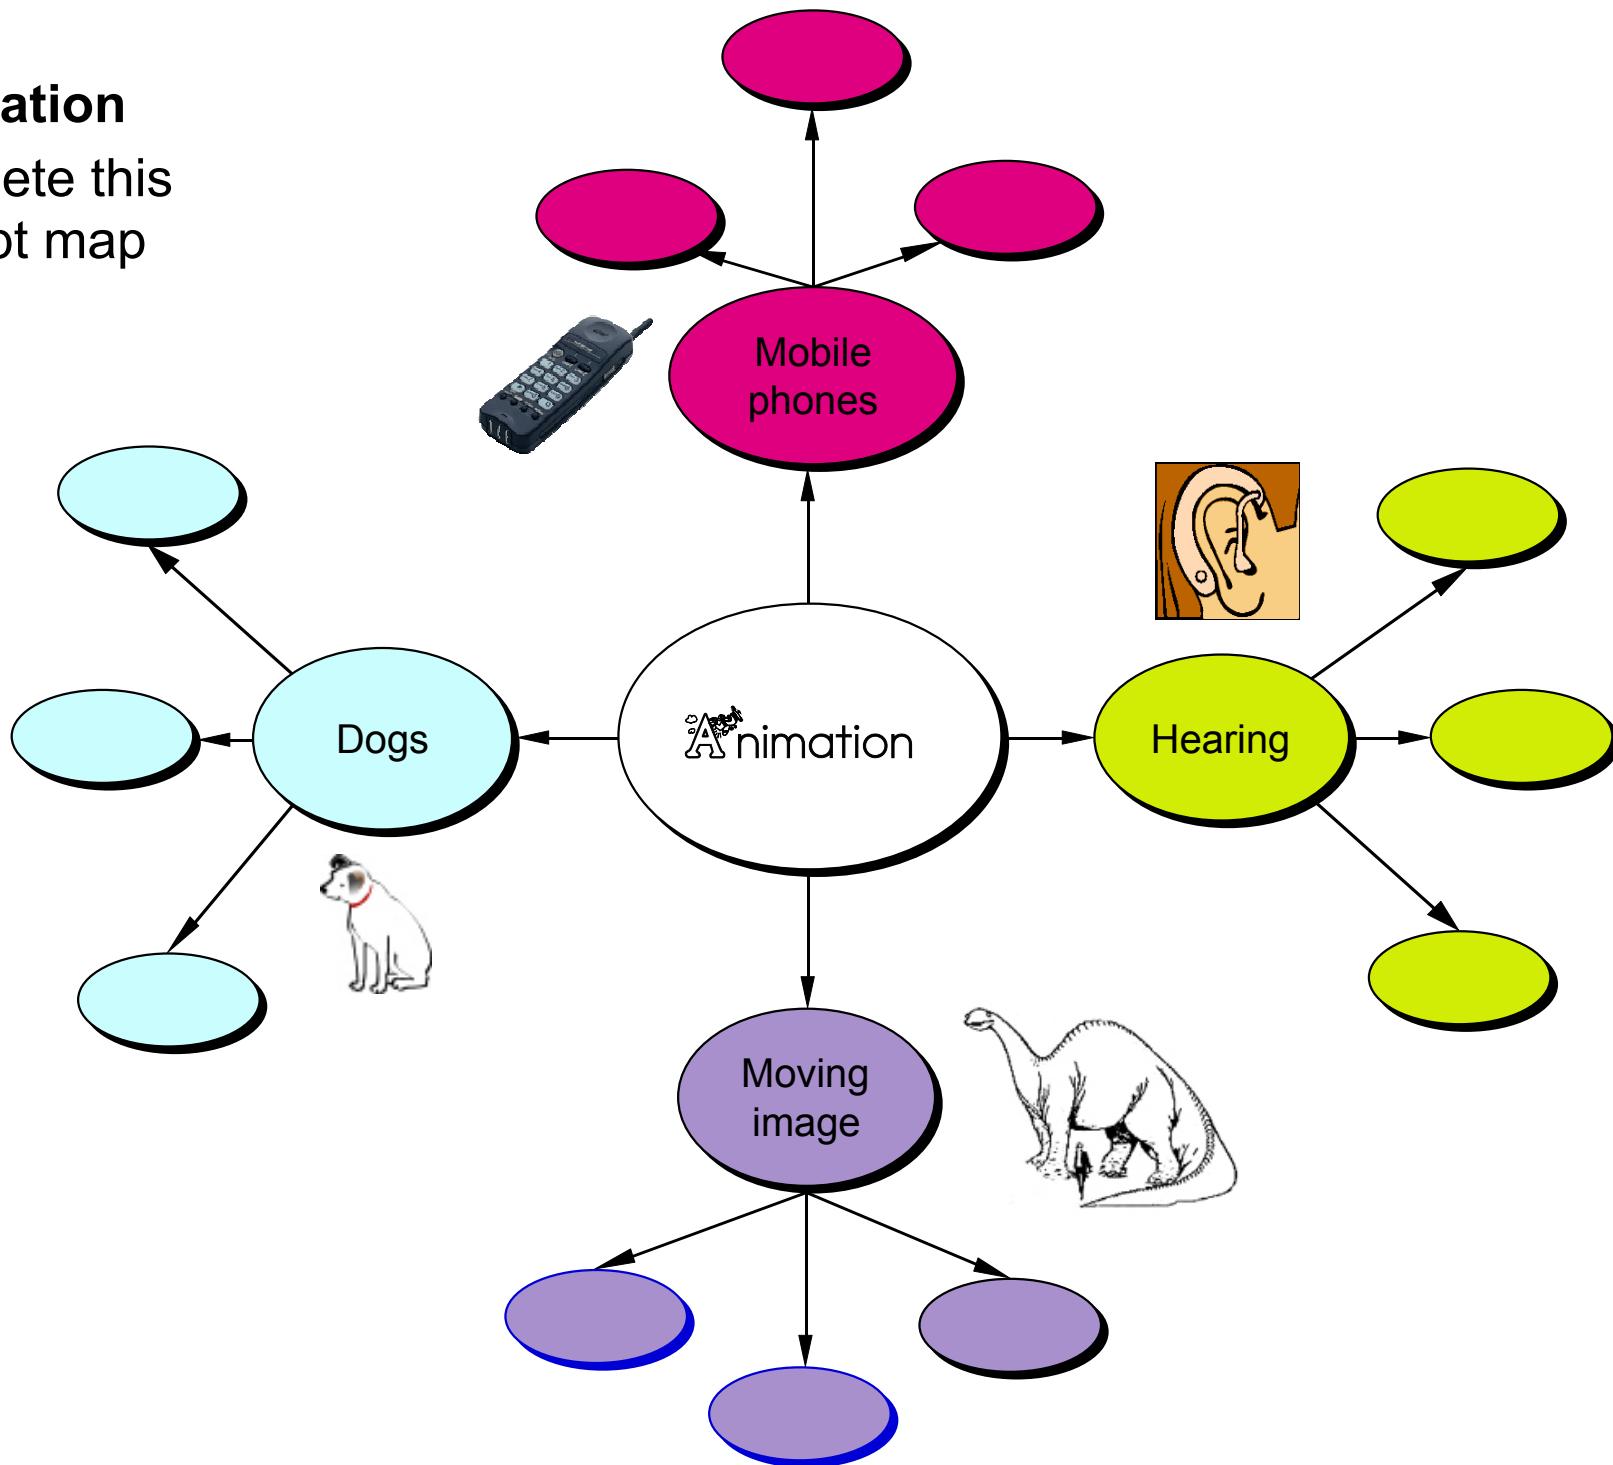 ation
ete this
ot map
Mobile
phones
Dogs
Animation
Hearing
Moving
image